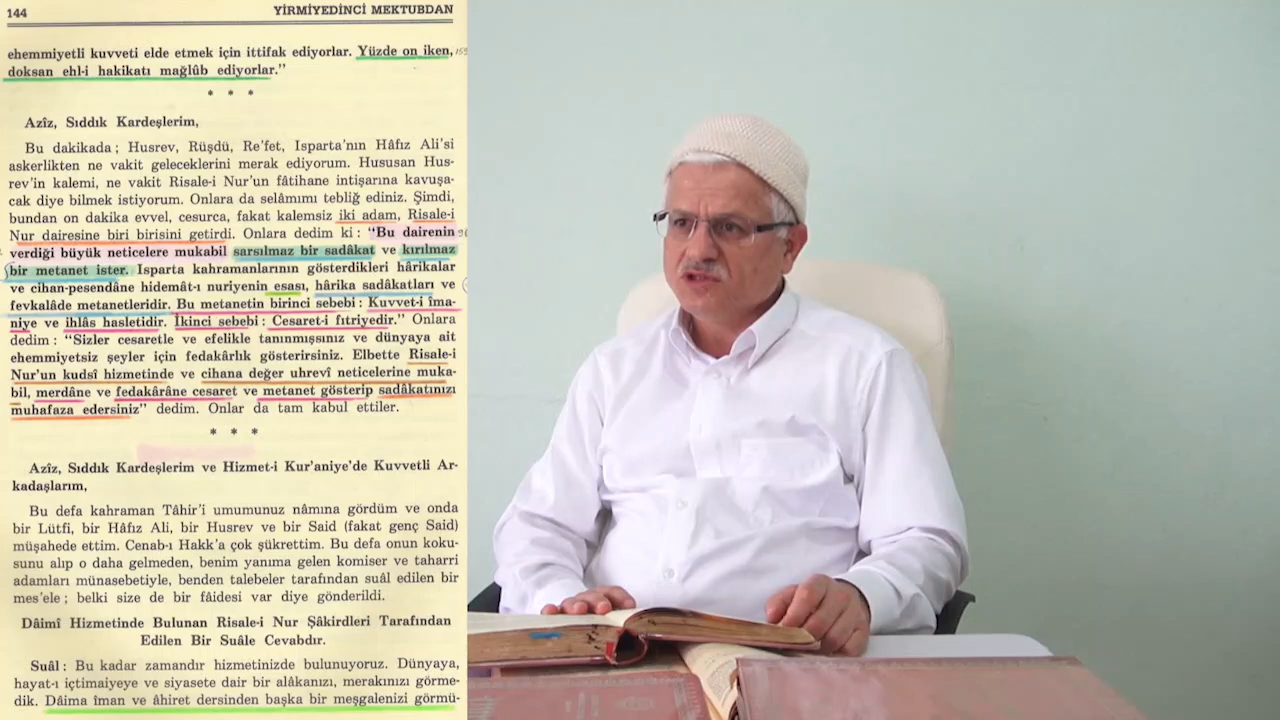 144
YİRMİYEDİNCİ MEKTUBDAN
ehemmiyetli kuvveti elde etmek için ittifak ediyorlar. Yüzde on iken,
doksan ehl-i hakikatı mağlûb ediyorlar."
* * *
Azîz, Sıddık Kardeşlerim,
Bu dakikada ; Husrev, Rüşdü, Re'fet, Isparta'nın Hâfız Ali'si
askerlikten ne vakit geleceklerini merak ediyorum. Hususan Hus-
rev'in kalemi, ne vakit Risale-i Nur'un fâtihane intişarına kavuşa-
cak diye bilmek istiyorum. Onlara da selâmımı tebliğ ediniz. Şimdi,
bundan on dakika evvel, cesurca, fakat kalemsiz iki adam, Risale-i
Nur dairesine biri birisini getirdi. Onlara dedim ki : "Bu dairenin
verdiği büyük neticelere mukabil sarsılmaz bir sadâkat ve kırılmaz
bir metanet ister. Isparta kahramanlarının gösterdikleri hârikalar
ve cihan-pesendâne hidemât-ı nuriyenin esası, hârika sadâkatları ve
fevkalâde metanetleridir. Bu metanetin birinci sebebi : Kuvvet-i îma-
niye ve ihlâs hasletidir. İkinci sebebi : Cesaret-i fıtriyedir." Onlara
dedim : "Sizler cesaretle ve efelikle tanınmışsınız ve dünyaya ait
ehemmiyetsiz şeyler için fedakârlık gösterirsiniz. Elbette Risale-i
Nur'un kudsî hizmetinde ve cihana değer uhrevî neticelerine muka-
bil, merdâne ve fedakârâne cesaret ve metanet gösterip sadâkatınızı
muhafaza edersiniz" dedim. Onlar da tam kabul ettiler.
* * *
Azîz, Sıddık Kardeşlerim ve Hizmet-i Kur'aniye'de Kuvvetli Ar-
kadaşlarım,
Bu defa kahraman Tâhir'i umumunuz nâmına gördüm ve onda
bir Lütfi, bir Hâfız Ali, bir Husrev ve bir Said (fakat genç Said)
müşahede ettim. Cenab-ı Hakk'a çok şükrettim. Bu defa onun koku-
sunu alıp o daha gelmeden, benim yanıma gelen komiser ve taharri
adamları münasebetiyle, benden talebeler tarafından suâl edilen bir
mes'ele ; belki size de bir fâidesi var diye gönderildi.
Dâimî Hizmetinde Bulunan Risale-i Nur Şâkirdleri Tarafından
Edilen Bir Suâle Cevabdır.
Suâl : Bu kadar zamandır hizmetinizde bulunuyoruz. Dünyaya,
hayat-ı içtimaiyeye ve siyasete dair bir alâkanızı, merakınızı görme-
dik. Dâima îman ve âhiret dersinden başka bir meşgalenizi görmü-